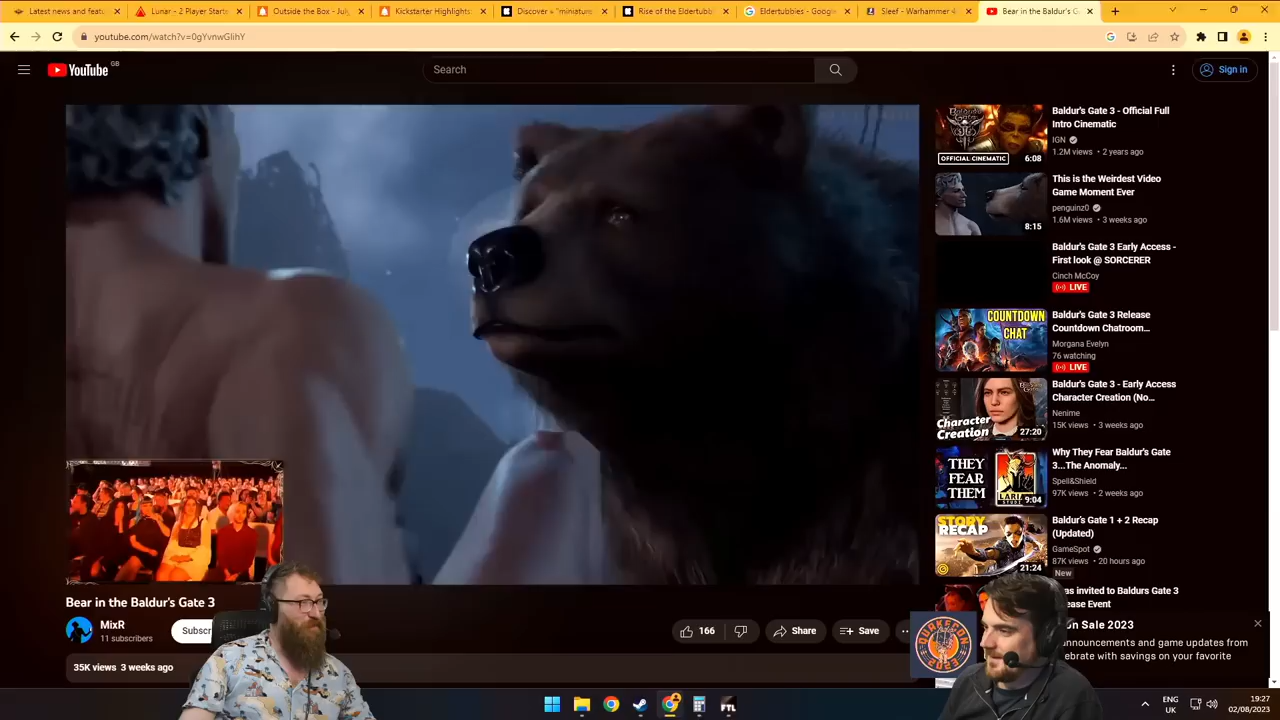 Latest news and featu
Lunar - 2 Player Starte
Outside the Box - July,
Kickstarter Highlights:
Discover » "miniature
Rise of the Eldertubbi
Eldertubbies - Google
Sleef - Warhammer 4
Bear in the Baldur's G
youtube.com/watch?v=0gYvnwGlihY
YouTube
GB
Search
Sign in
Baldur's Gate 3 - Official Full
Intro Cinematic
IGN
1.2M views • 2 years ago
OFFICIAL CINEMATIC
6:08
This is the Weirdest Video
Game Moment Ever
penguinz0
1.6M views • 3 weeks ago
8:15
Baldur's Gate 3 Early Access -
First look @ SORCERER
Cinch McCoy
LIVE
COUNTDOWN
CHAT
Baldur's Gate 3 Release
Countdown Chatroom…
Morgana Evelyn
76 watching
LIVE
Character
Creation
27:20
Baldur's Gate 3 - Early Access
Character Creation (No…
Nenime
15K views • 3 weeks ago
THEY
FEAR
THEM
9:04
Why They Fear Baldur's Gate
3...The Anomaly...
Spell&Shield
97K views • 2 weeks ago
STORY
RECAP
21:24
Baldur's Gate 1 + 2 Recap
(Updated)
GameSpot
87K views • 20 hours ago
New
as invited to Baldurs Gate 3
ease Event
Bear in the Baldur's Gate 3
MixR
11 subscribers
Subscr
166
Share
Save
35K views 3 weeks ago
QUAKECON
on Sale 2023
nnouncements and game updates from
ebrate with savings on your favorite
FTL
ENG
UK
19:27
02/08/2023